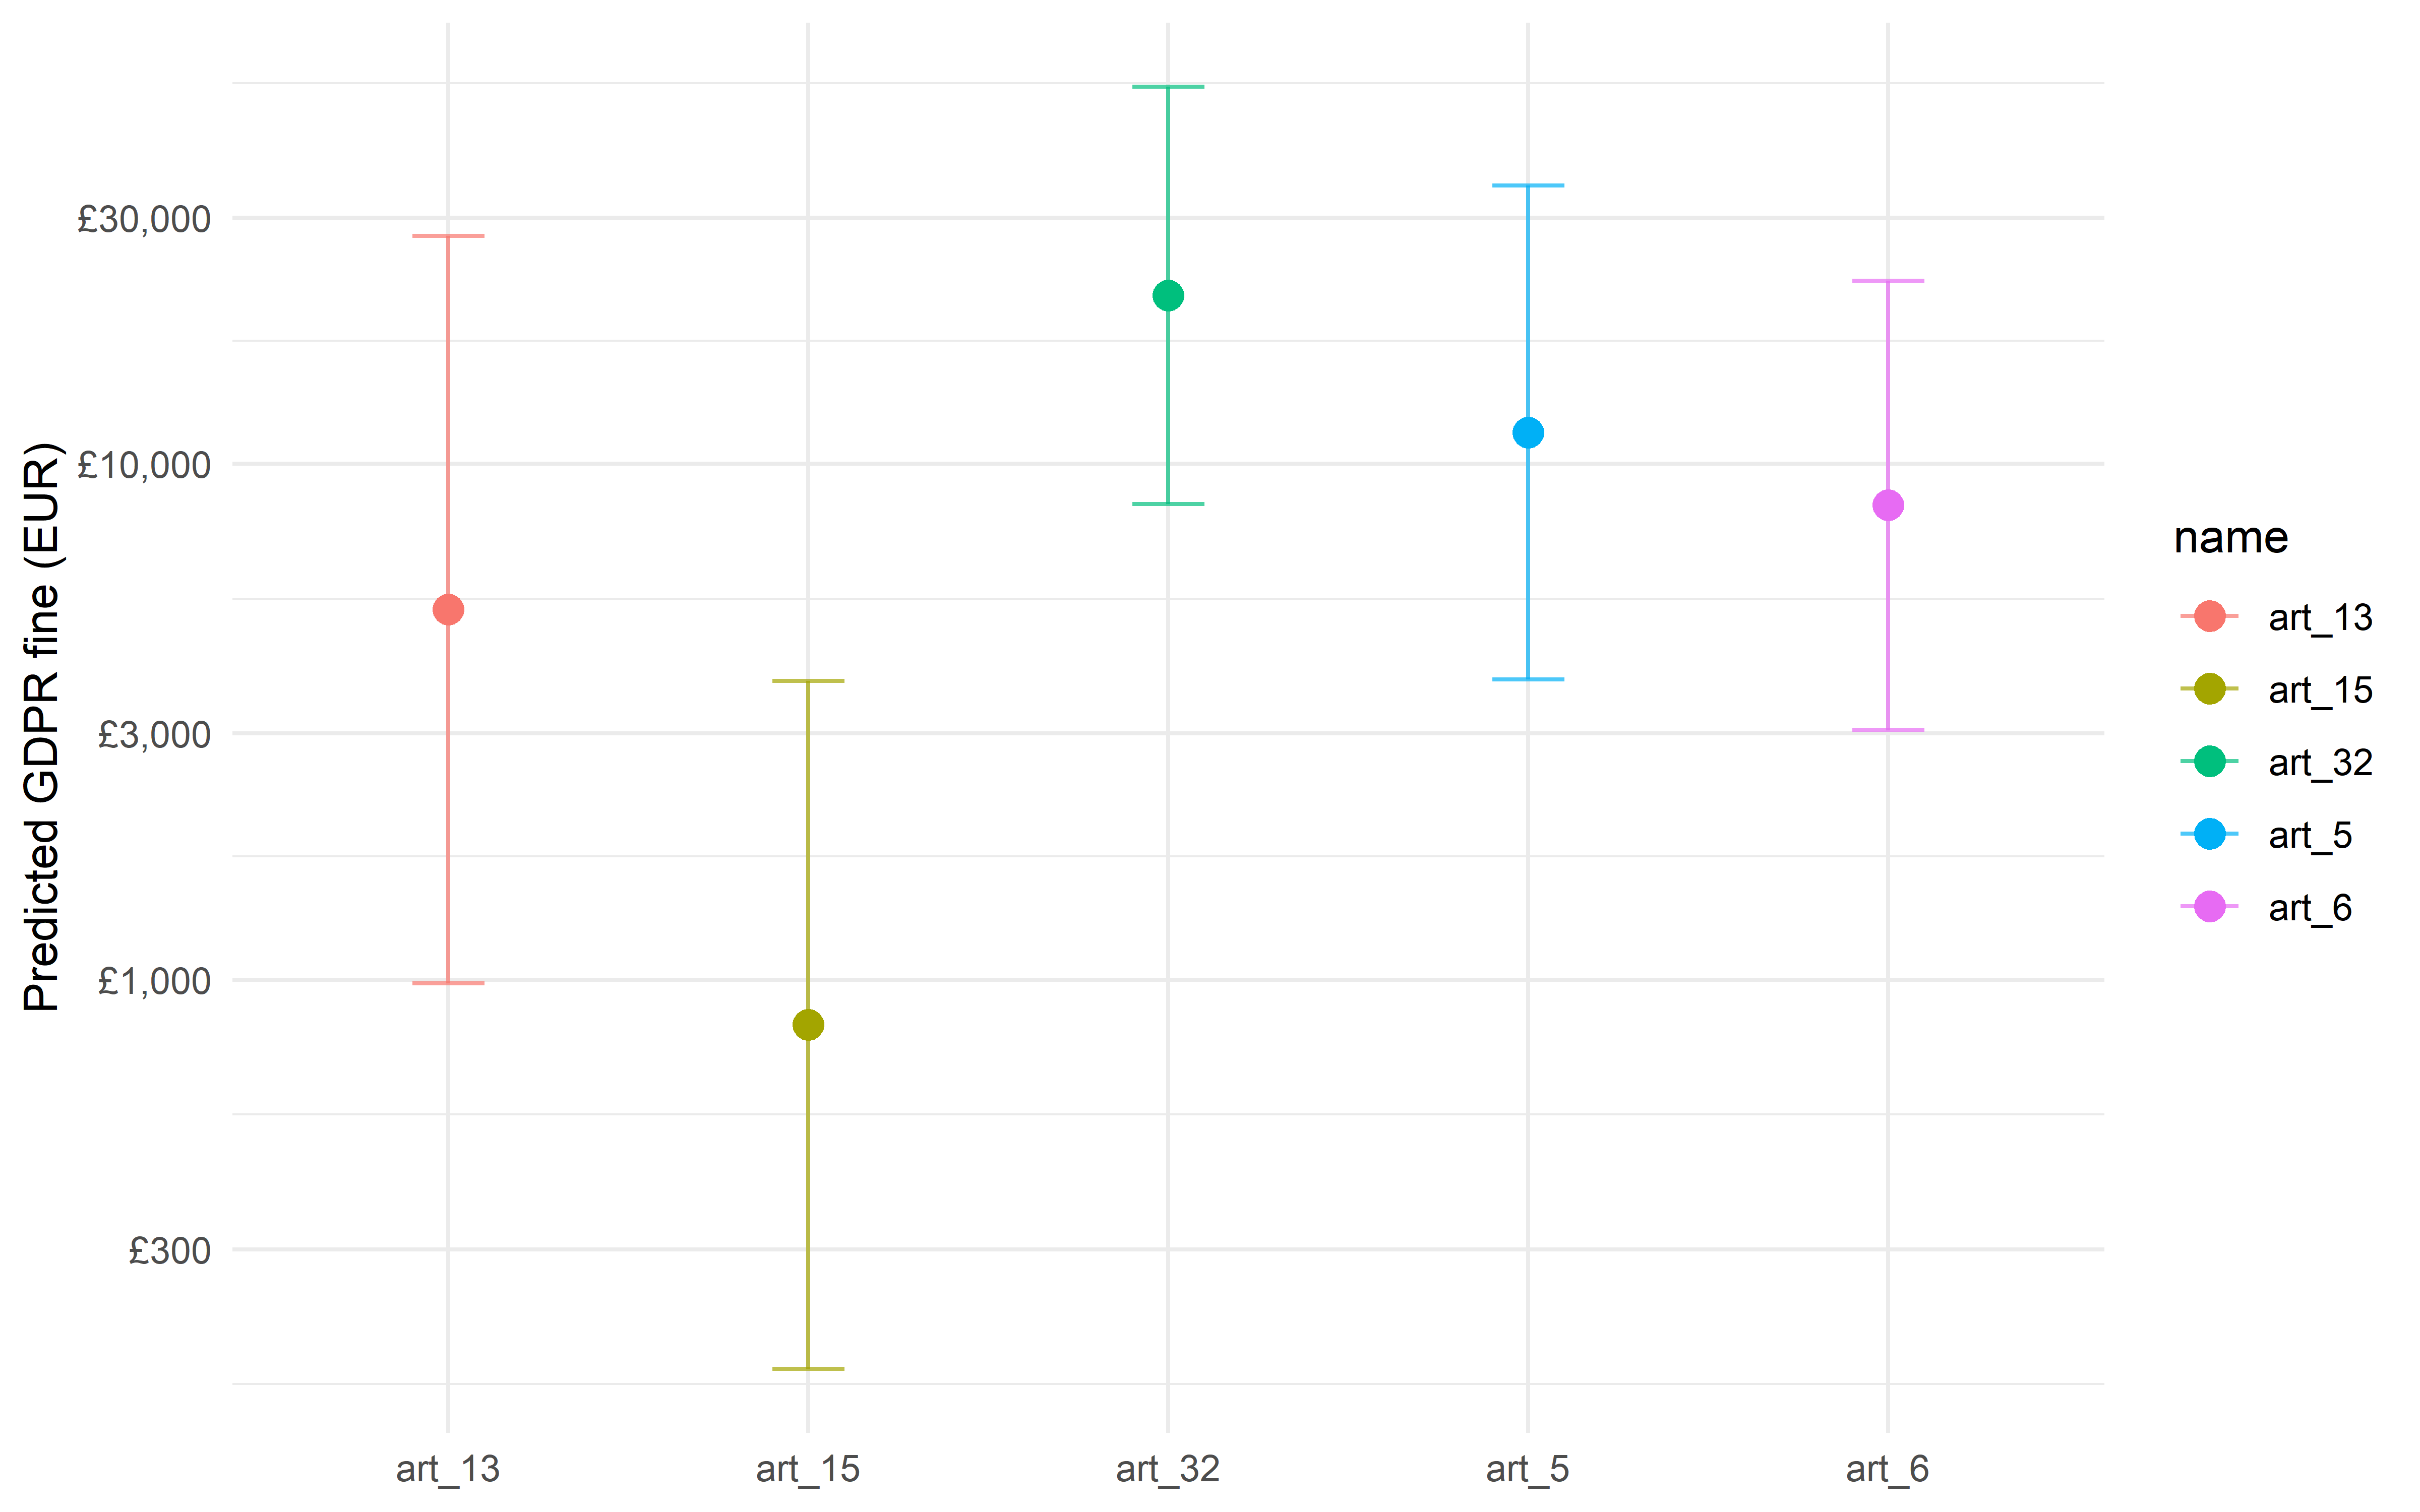 Predicted GDPR fine (EUR)
£30,000
£10,000
£3,000
£1,000
£300
art_13
art_15
art_32
art_5
art_6
name
art_13
art_15
art_32
art_5
art_6